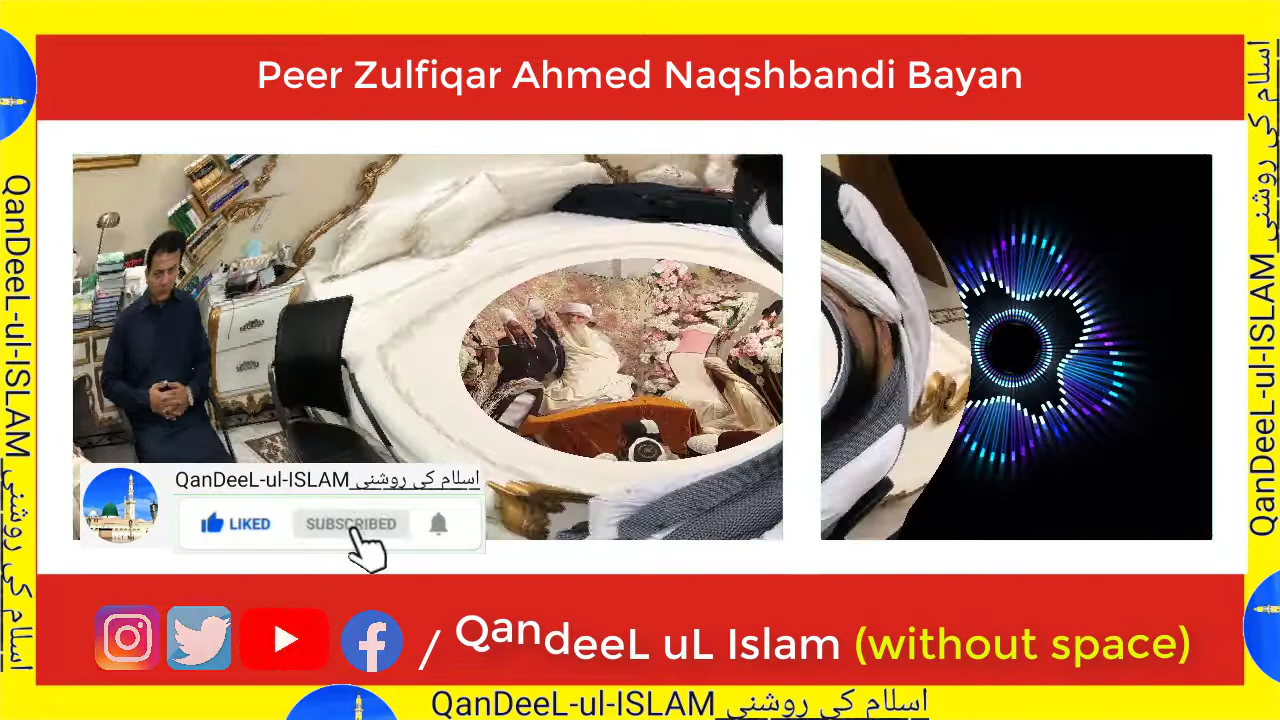 Peer Zulfiqar Ahmed Naqshbandi Bayan
QanDeeL-ul-ISLAM اسلام کی روشنی
QanDeeL-ul-ISLAM اسلام کی روشنی
LIKED SUBSCRIBED
/ QandeeL uL Islam (without space)
QanDeeL-ul-ISLAM اسلام کی روشنی
QanDeeL-ul-ISLAM اسلام کی روشنی